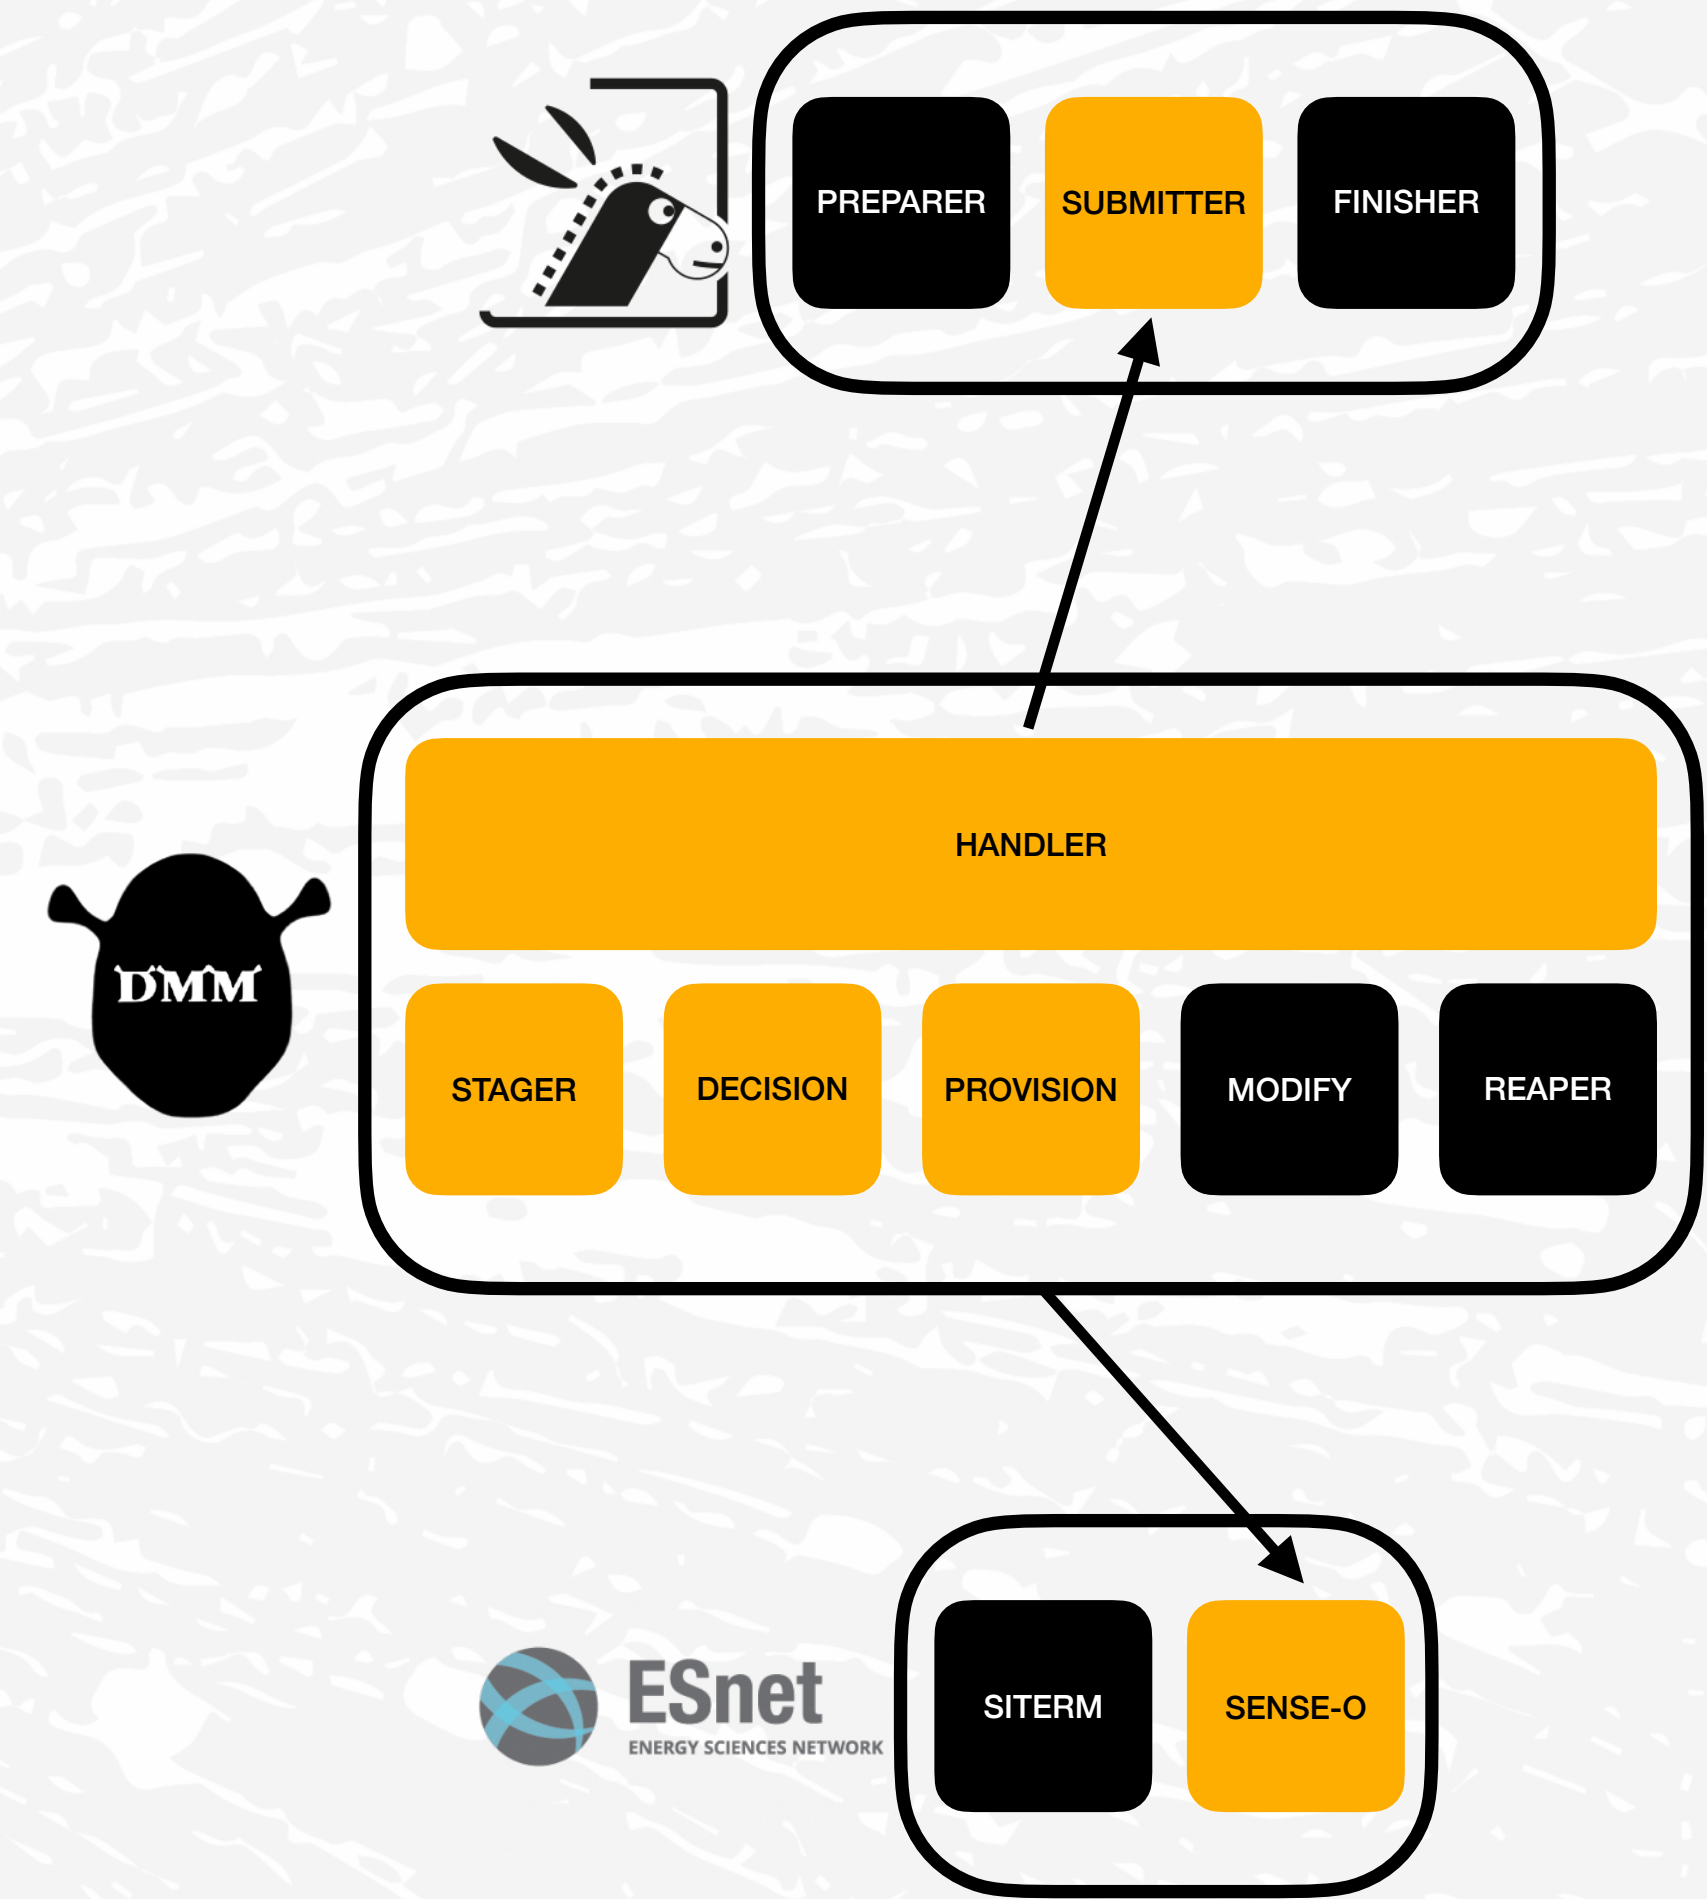 PREPARER
SUBMITTER
FINISHER
HANDLER
DMM
STAGER
DECISION
PROVISION
MODIFY
REAPER
ESnet
ENERGY SCIENCES NETWORK
SITERM
SENSE-O